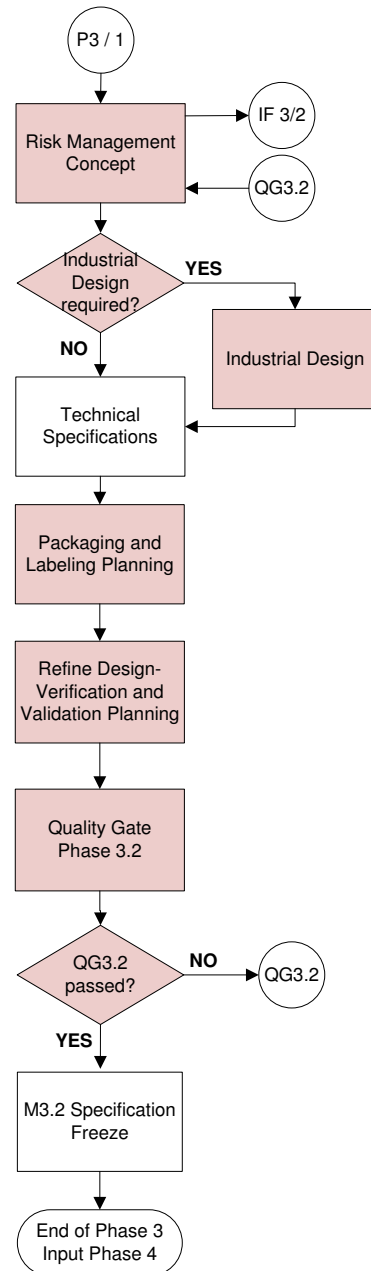 P3 / 1
Risk Management
Concept
IF 3/2
QG3.2
Industrial
Design
required?
YES
NO
Industrial Design
Technical
Specifications
Packaging and
Labeling Planning
Refine Design-
Verification and
Validation Planning
Quality Gate
Phase 3.2
QG3.2
passed?
NO
QG3.2
YES
M3.2 Specification
Freeze
End of Phase 3
Input Phase 4